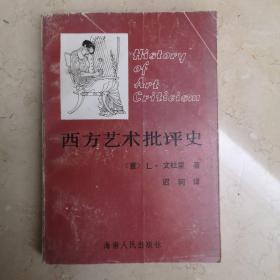 History
of
Art
Criticism
西方艺术批评史
〔意〕L·文杜里 著
迟轲 译
海南人民出版社